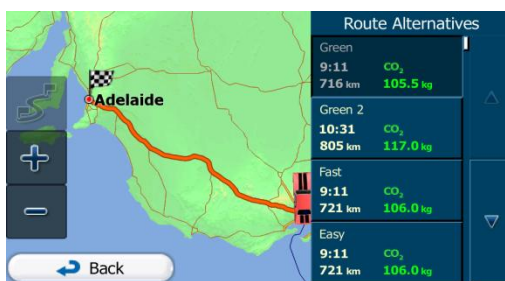 Route Alternatives
Adelaide
Green
9:11 CO₂
716 km 105.5 kg
Green 2
10:31 CO₂
805 km 117.0 kg
Fast
9:11 CO₂
721 km 106.0 kg
Easy
9:11 CO₂
721 km 106.0 kg
Back